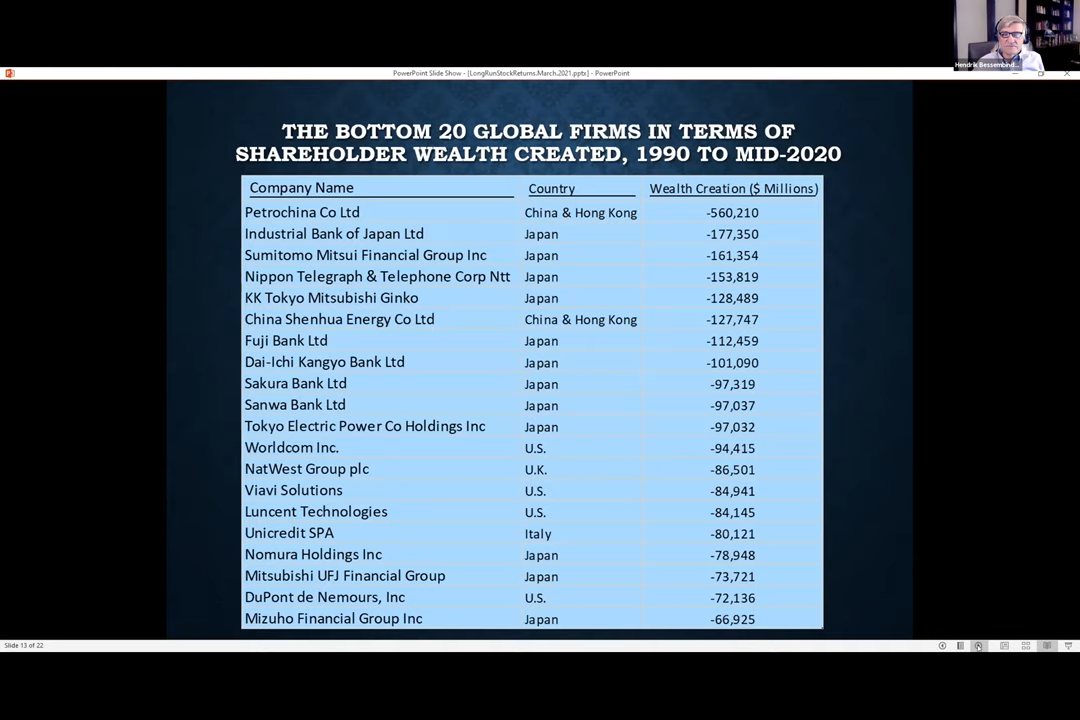 Hendrik Bessembind...
PowerPoint Slide Show - [LongRunStockReturns.March.2021.pptx] - PowerPoint
THE BOTTOM 20 GLOBAL FIRMS IN TERMS OF
SHAREHOLDER WEALTH CREATED, 1990 TO MID-2020
Company Name Country Wealth Creation ($ Millions)
Petrochina Co Ltd China & Hong Kong -560,210
Industrial Bank of Japan Ltd Japan -177,350
Sumitomo Mitsui Financial Group Inc Japan -161,354
Nippon Telegraph & Telephone Corp Ntt Japan -153,819
KK Tokyo Mitsubishi Ginko Japan -128,489
China Shenhua Energy Co Ltd China & Hong Kong -127,747
Fuji Bank Ltd Japan -112,459
Dai-Ichi Kangyo Bank Ltd Japan -101,090
Sakura Bank Ltd Japan -97,319
Sanwa Bank Ltd Japan -97,037
Tokyo Electric Power Co Holdings Inc Japan -97,032
Worldcom Inc. U.S. -94,415
NatWest Group plc U.K. -86,501
Viavi Solutions U.S. -84,941
Luncent Technologies U.S. -84,145
Unicredit SPA Italy -80,121
Nomura Holdings Inc Japan -78,948
Mitsubishi UFJ Financial Group Japan -73,721
DuPont de Nemours, Inc U.S. -72,136
Mizuho Financial Group Inc Japan -66,925
Slide 13 of 22